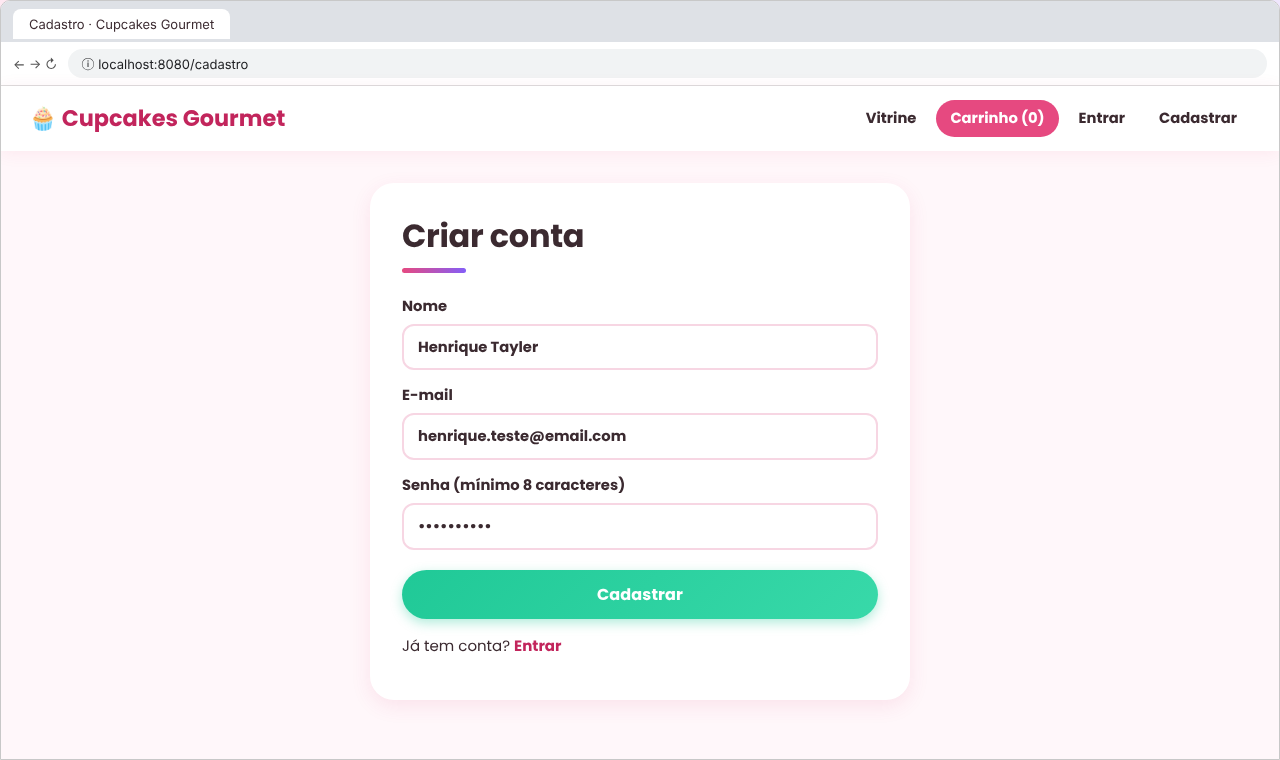 Cadastro · Cupcakes Gourmet
localhost:8080/cadastro
Cupcakes Gourmet
Vitrine Carrinho (0) Entrar Cadastrar
Criar conta
Nome
Henrique Tayler
E-mail
henrique.teste@email.com
Senha (mínimo 8 caracteres)
••••••••••
Cadastrar
Já tem conta? Entrar